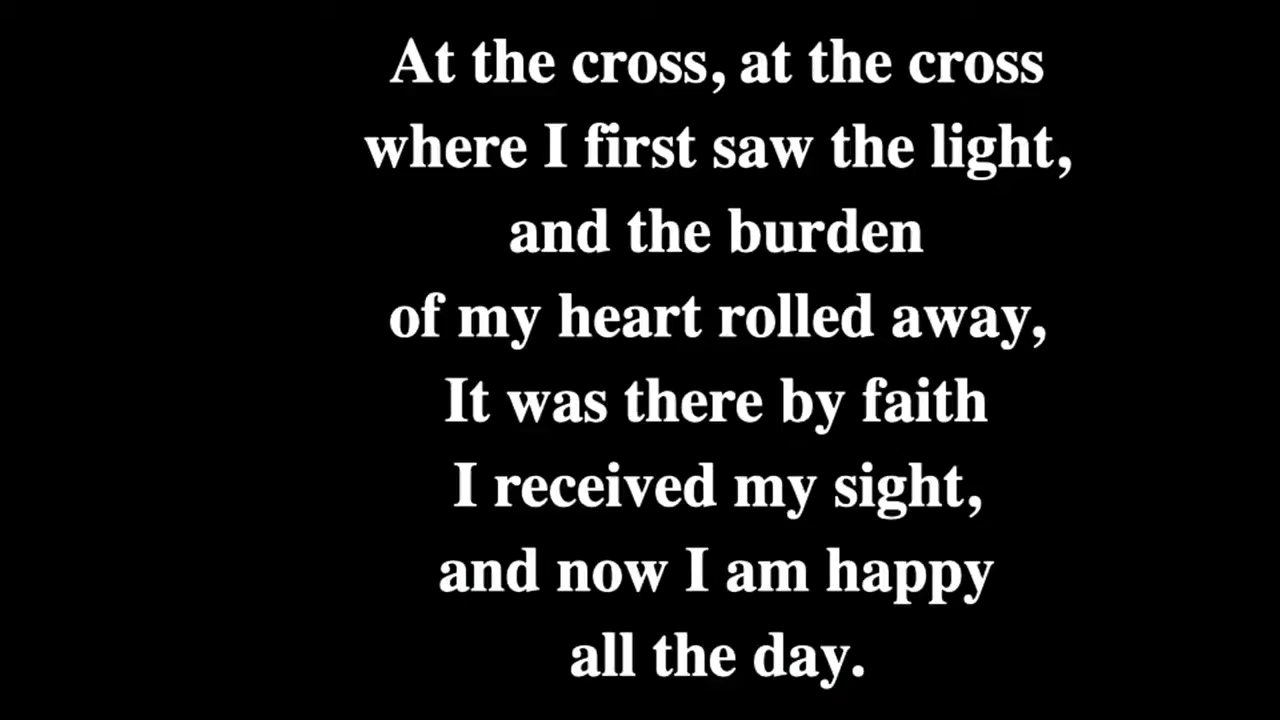 At the cross, at the cross
where I first saw the light,
and the burden
of my heart rolled away,
It was there by faith
I received my sight,
and now I am happy
all the day.